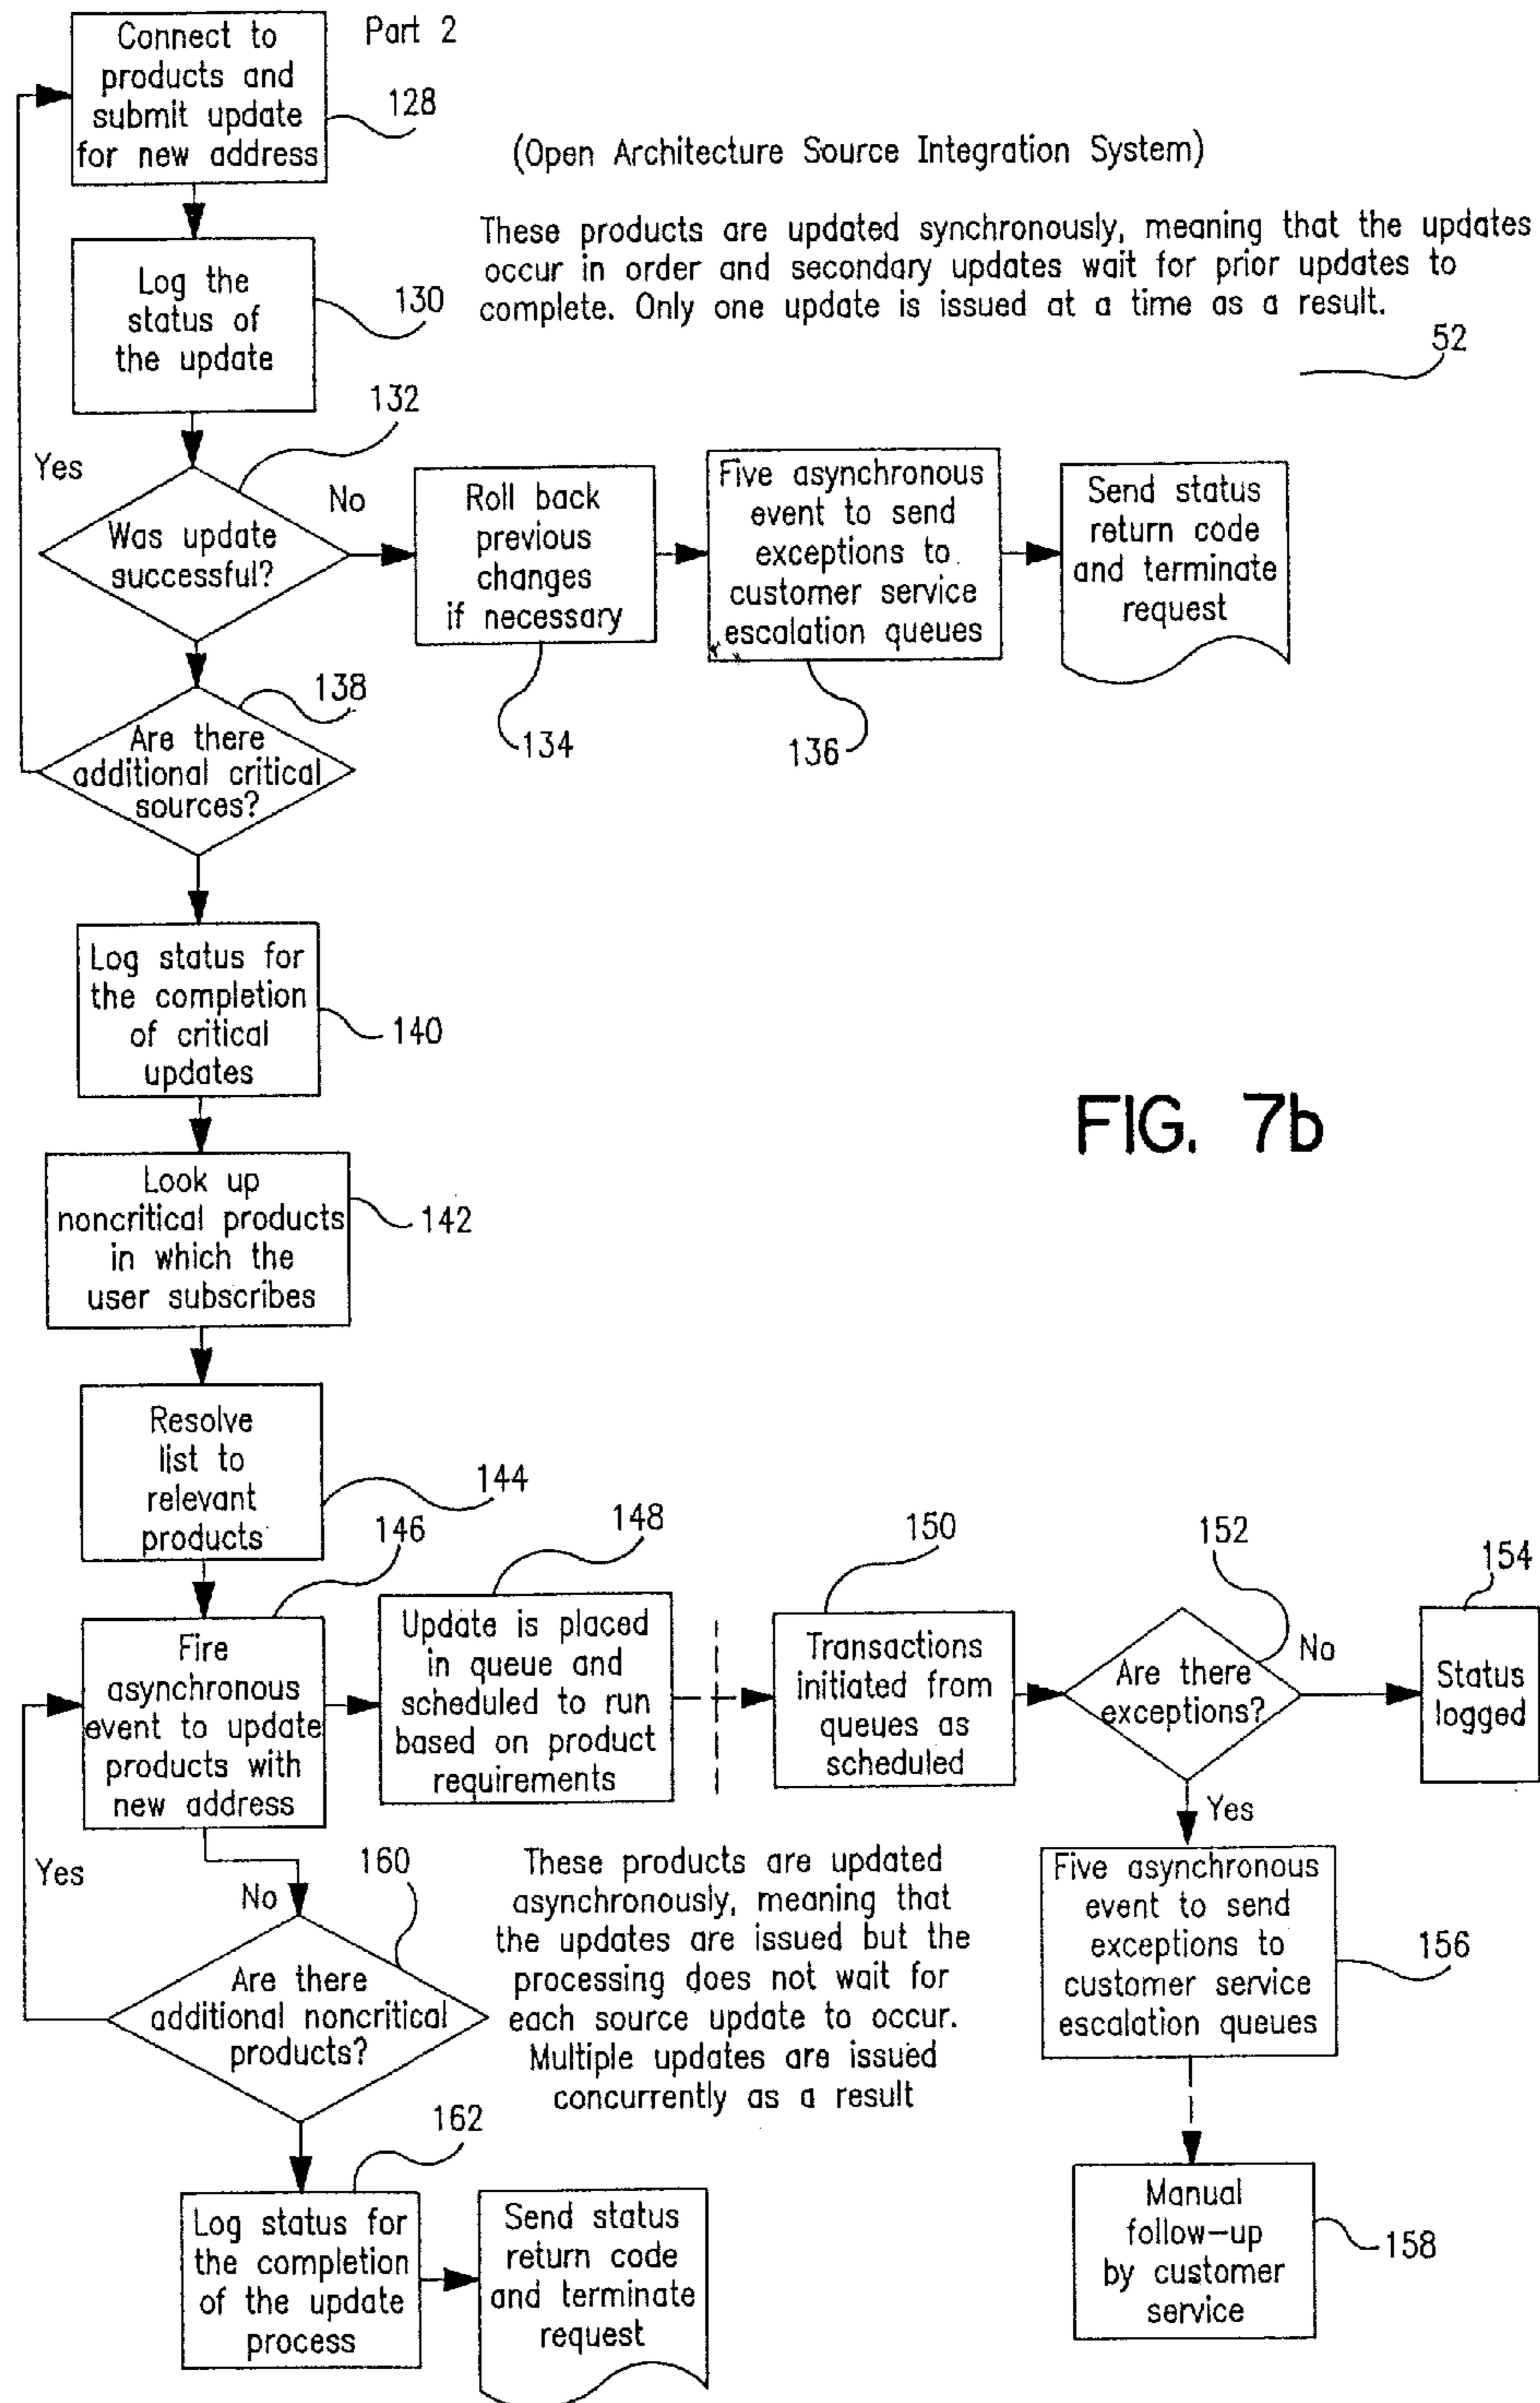 Connect to
products and
submit update
for new address
Part 2
128
(Open Architecture Source Integration System)
These products are updated synchronously, meaning that the updates
occur in order and secondary updates wait for prior updates to
complete. Only one update is issued at a time as a result.
52
Log the
status of
the update
130
132
Yes
Was update
successful?
No
Roll back
previous
changes
if necessary
134
Five asynchronous
event to send
exceptions to
customer service
escalation queues
136
Send status
return code
and terminate
request
138
Are there
additional critical
sources?
Log status for
the completion
of critical
updates
140
FIG. 7b
Look up
noncritical products
in which the
user subscribes
142
Resolve
list to
relevant
products
144
146
Fire
asynchronous
event to update
products with
new address
148
Update is placed
in queue and
scheduled to run
based on product
requirements
150
Transactions
initiated from
queues as
scheduled
152
Are there
exceptions?
No
154
Status
logged
Yes
Five asynchronous
event to send
exceptions to
customer service
escalation queues
156
Manual
follow-up
by customer
service
158
Yes
No
160
Are there
additional noncritical
products?
These products are updated
asynchronously, meaning that
the updates are issued but the
processing does not wait for
each source update to occur.
Multiple updates are issued
concurrently as a result
162
Log status for
the completion
of the update
process
Send status
return code
and terminate
request